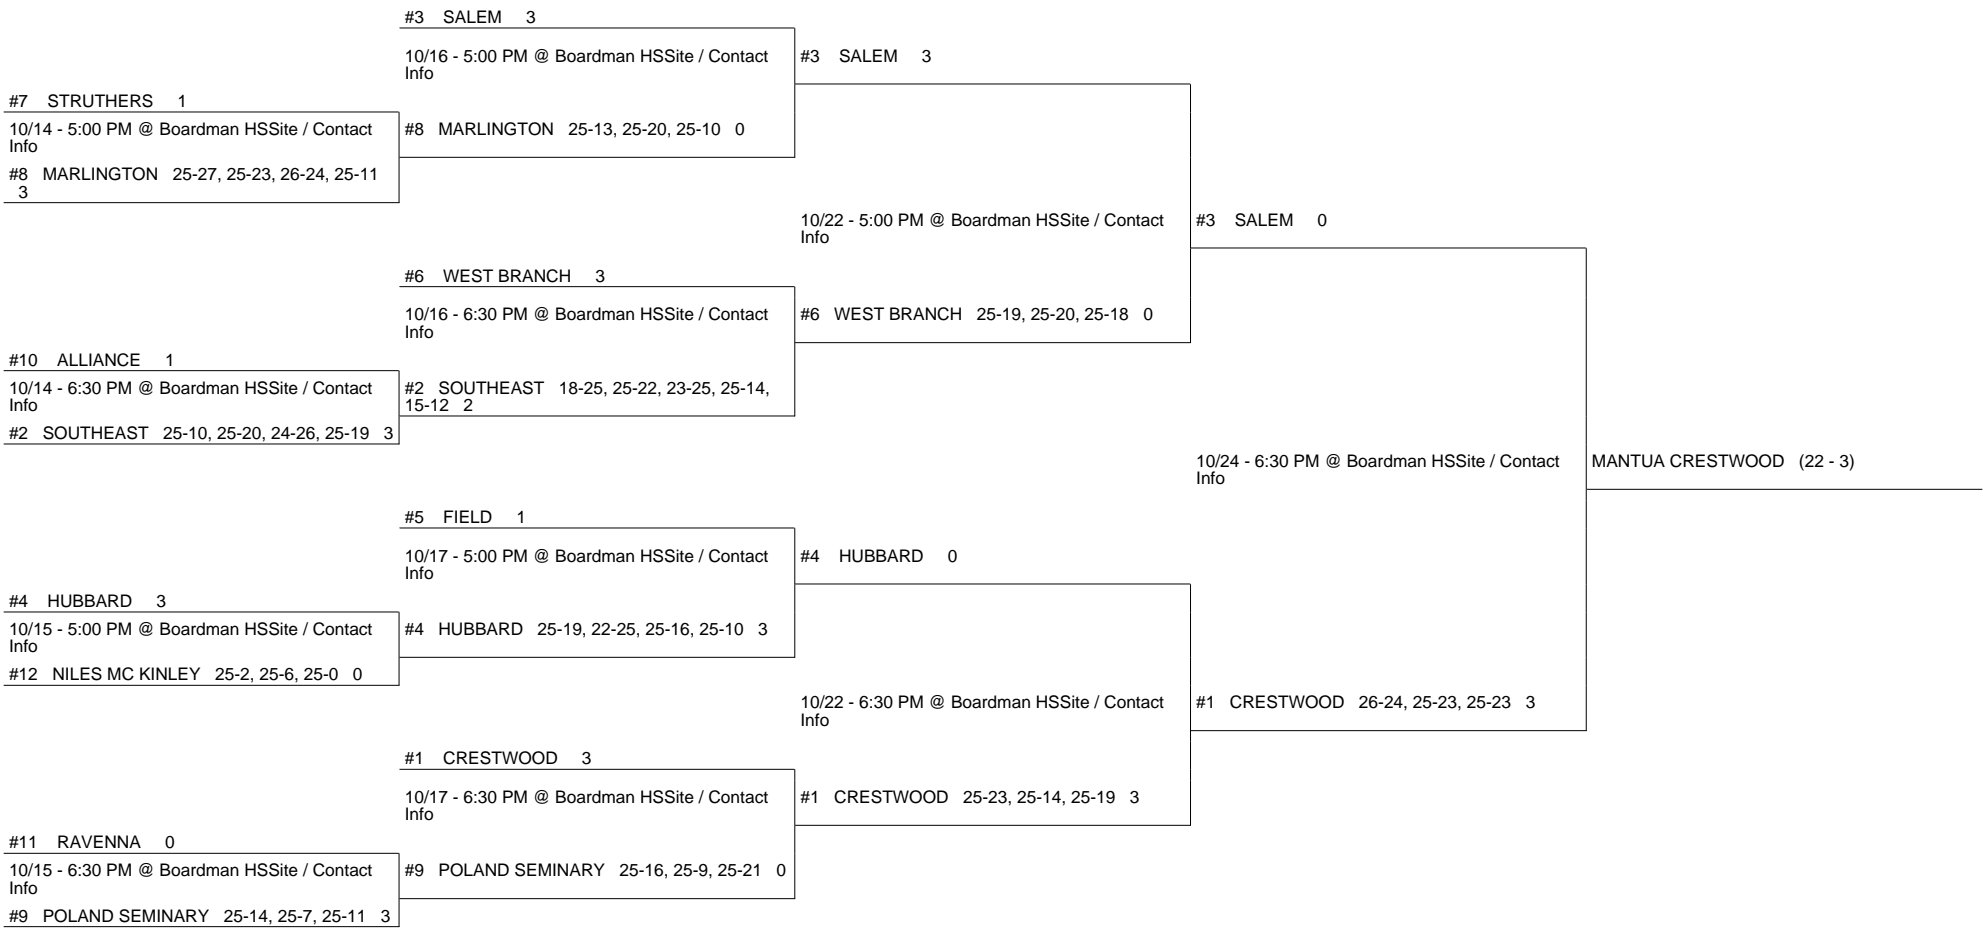 #3 SALEM 3
10/16 - 5:00 PM @ Boardman HSSite / Contact
Info
#3 SALEM 3
#7 STRUTHERS 1
10/14 - 5:00 PM @ Boardman HSSite / Contact
Info
#8 MARLINGTON 25-13, 25-20, 25-10 0
#8 MARLINGTON 25-27, 25-23, 26-24, 25-11
3
10/22 - 5:00 PM @ Boardman HSSite / Contact
Info
#3 SALEM 0
#6 WEST BRANCH 3
10/16 - 6:30 PM @ Boardman HSSite / Contact
Info
#6 WEST BRANCH 25-19, 25-20, 25-18 0
#10 ALLIANCE 1
10/14 - 6:30 PM @ Boardman HSSite / Contact
Info
#2 SOUTHEAST 18-25, 25-22, 23-25, 25-14,
15-12 2
#2 SOUTHEAST 25-10, 25-20, 24-26, 25-19 3
10/24 - 6:30 PM @ Boardman HSSite / Contact
Info
MANTUA CRESTWOOD (22 - 3)
#5 FIELD 1
10/17 - 5:00 PM @ Boardman HSSite / Contact
Info
#4 HUBBARD 0
#4 HUBBARD 3
10/15 - 5:00 PM @ Boardman HSSite / Contact
Info
#4 HUBBARD 25-19, 22-25, 25-16, 25-10 3
#12 NILES MC KINLEY 25-2, 25-6, 25-0 0
10/22 - 6:30 PM @ Boardman HSSite / Contact
Info
#1 CRESTWOOD 26-24, 25-23, 25-23 3
#1 CRESTWOOD 3
10/17 - 6:30 PM @ Boardman HSSite / Contact
Info
#1 CRESTWOOD 25-23, 25-14, 25-19 3
#11 RAVENNA 0
10/15 - 6:30 PM @ Boardman HSSite / Contact
Info
#9 POLAND SEMINARY 25-16, 25-9, 25-21 0
#9 POLAND SEMINARY 25-14, 25-7, 25-11 3